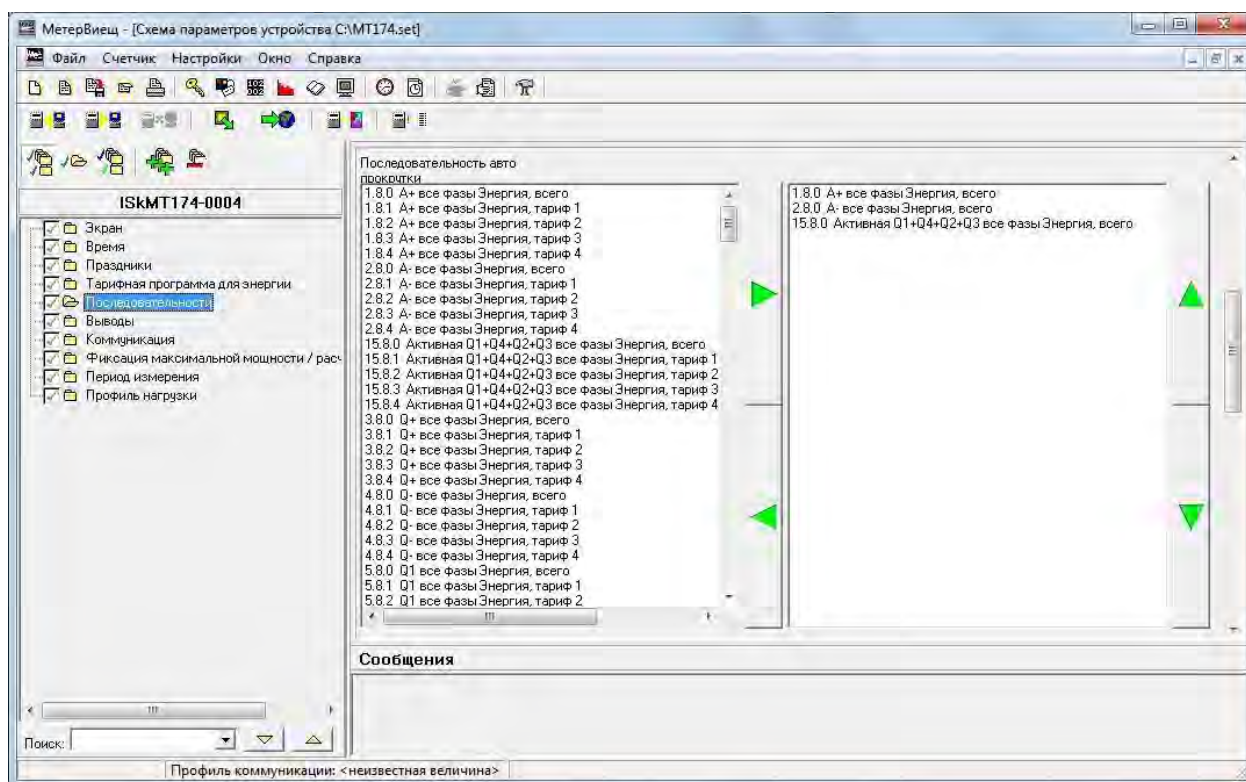 МетерВиещ - [Схема параметров устройства C:\MT174.set]
Файл Счетчик Настройки Окно Справка
ISkMT174-0004
Экран
Время
Праздники
Тарифная программа для энергии
Последовательности
Выводы
Коммуникация
Фиксация максимальной мощности / расч
Период измерения
Профиль нагрузки
Поиск:
Последовательность авто
прокрутки
1.8.0 A+ все фазы Энергия, всего
1.8.1 A+ все фазы Энергия, тариф 1
1.8.2 A+ все фазы Энергия, тариф 2
1.8.3 A+ все фазы Энергия, тариф 3
1.8.4 A+ все фазы Энергия, тариф 4
2.8.0 A- все фазы Энергия, всего
2.8.1 A- все фазы Энергия, тариф 1
2.8.2 A- все фазы Энергия, тариф 2
2.8.3 A- все фазы Энергия, тариф 3
2.8.4 A- все фазы Энергия, тариф 4
15.8.0 Активная Q1+Q4+Q2+Q3 все фазы Энергия, всего
15.8.1 Активная Q1+Q4+Q2+Q3 все фазы Энергия, тариф 1
15.8.2 Активная Q1+Q4+Q2+Q3 все фазы Энергия, тариф 2
15.8.3 Активная Q1+Q4+Q2+Q3 все фазы Энергия, тариф 3
15.8.4 Активная Q1+Q4+Q2+Q3 все фазы Энергия, тариф 4
3.8.0 Q+ все фазы Энергия, всего
3.8.1 Q+ все фазы Энергия, тариф 1
3.8.2 Q+ все фазы Энергия, тариф 2
3.8.3 Q+ все фазы Энергия, тариф 3
3.8.4 Q+ все фазы Энергия, тариф 4
4.8.0 Q- все фазы Энергия, всего
4.8.1 Q- все фазы Энергия, тариф 1
4.8.2 Q- все фазы Энергия, тариф 2
4.8.3 Q- все фазы Энергия, тариф 3
4.8.4 Q- все фазы Энергия, тариф 4
5.8.0 Q1 все фазы Энергия, всего
5.8.1 Q1 все фазы Энергия, тариф 1
5.8.2 Q1 все фазы Энергия, тариф 2
1.8.0 A+ все фазы Энергия, всего
2.8.0 A- все фазы Энергия, всего
15.8.0 Активная Q1+Q4+Q2+Q3 все фазы Энергия, всего
Сообщения
Профиль коммуникации: <неизвестная величина>